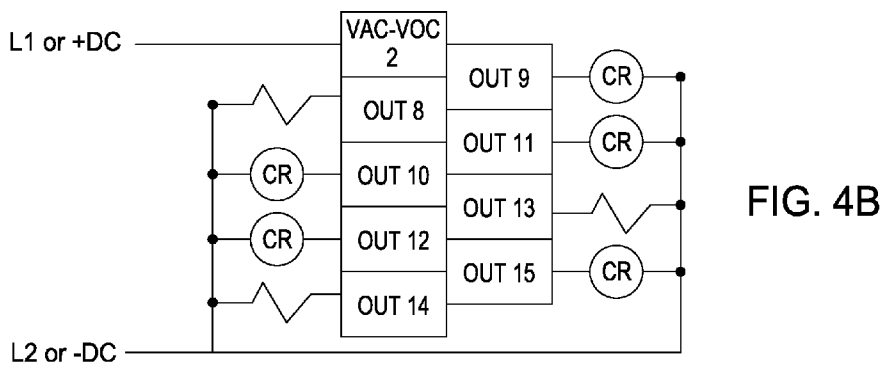 L1 or +DC
VAC-VOC
2
OUT 8
OUT 9
CR
OUT 10
CR
OUT 11
CR
OUT 12
CR
OUT 13
OUT 14
OUT 15
CR
L2 or -DC
FIG. 4B